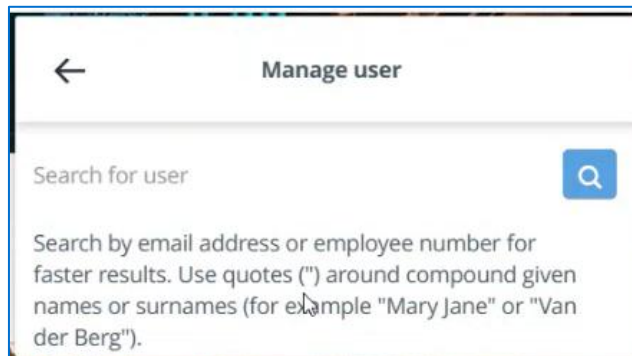 Manage user
Search for user
Search by email address or employee number for
faster results. Use quotes (") around compound given
names or surnames (for example "Mary Jane" or "Van
der Berg").